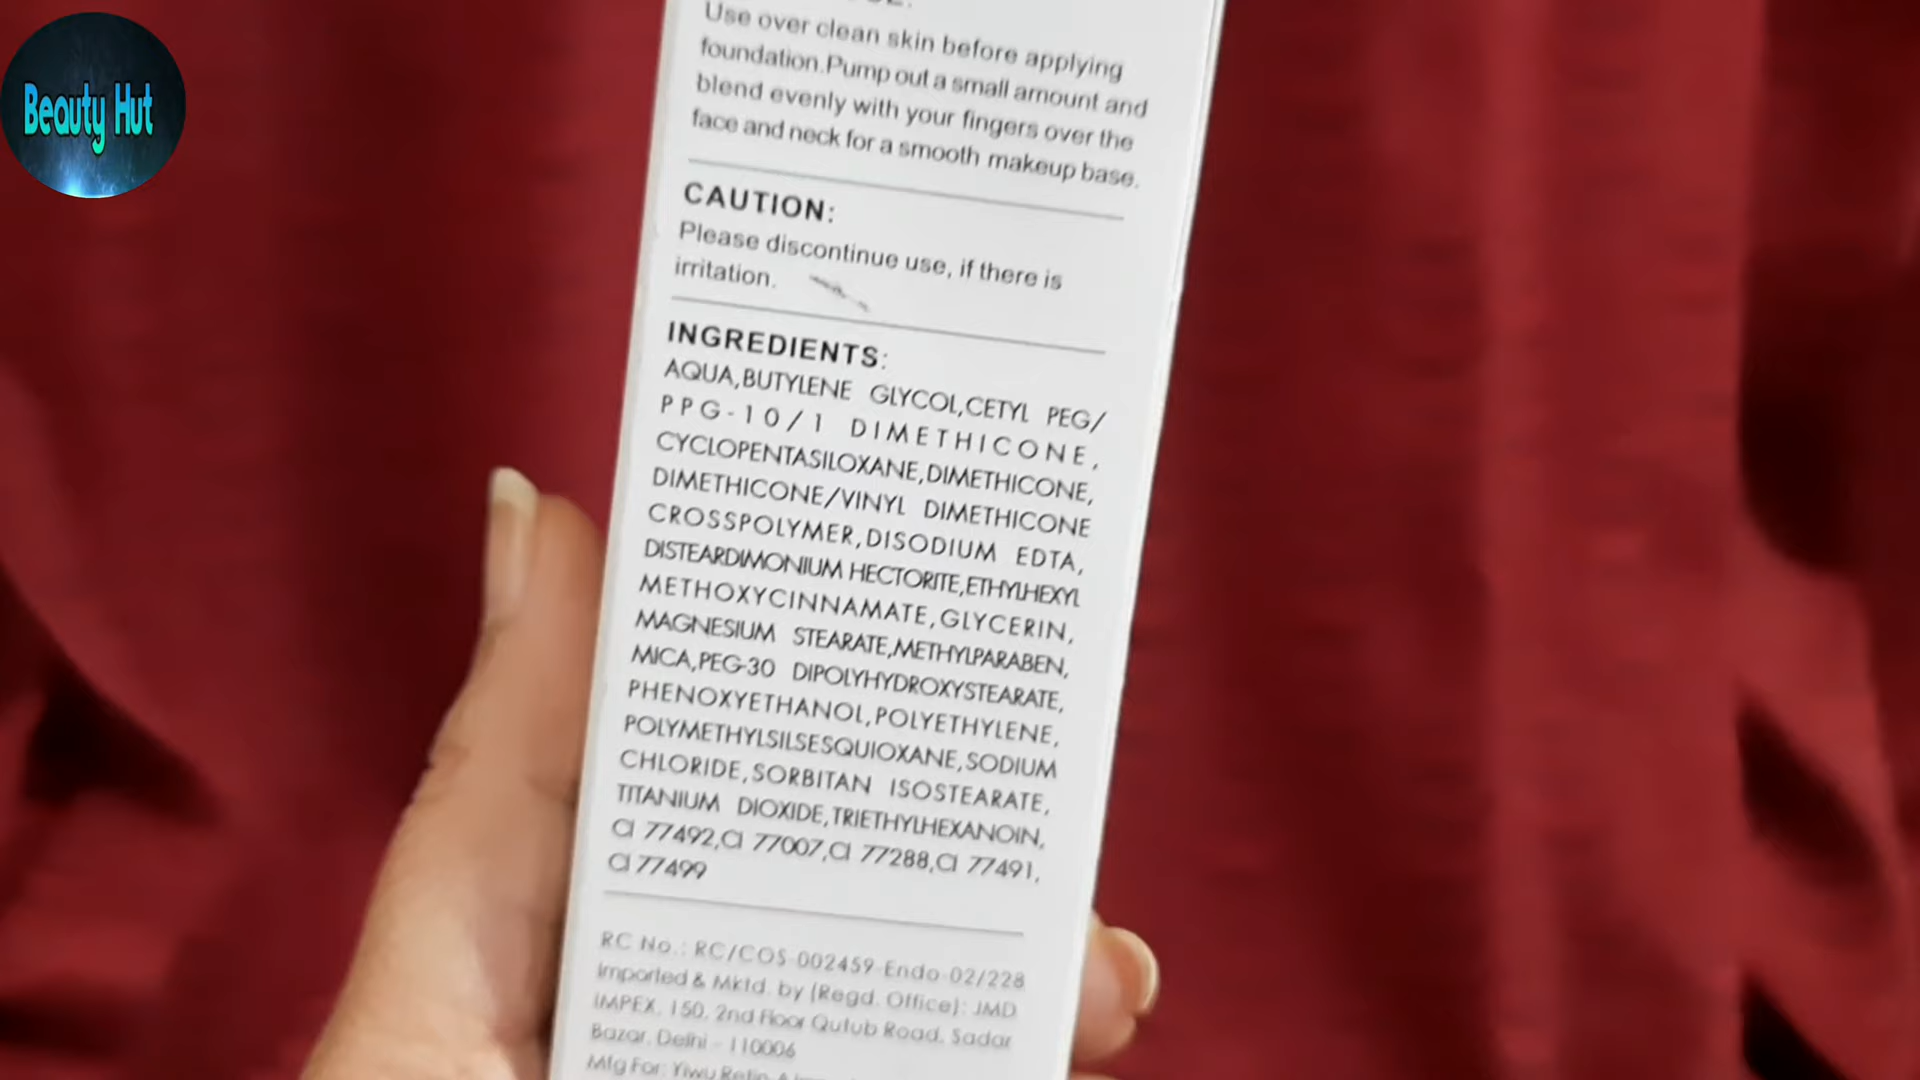 Beauty Hut
Use over clean skin before applying
foundation.Pump out a small amount and
blend evenly with your fingers over the
face and neck for a smooth makeup base.
CAUTION:
Please discontinue use, if there is
irritation.
INGREDIENTS:
AQUA,BUTYLENE GLYCOL,CETYL PEG/
PPG-10/1 DIMETHICONE,
CYCLOPENTASILOXANE,DIMETHICONE,
DIMETHICONE/VINYL DIMETHICONE
CROSSPOLYMER,DISODIUM EDTA,
DISTEARDIMONIUM HECTORITE,ETHYLHEXYL
METHOXYCINNAMATE,GLYCERIN,
MAGNESIUM STEARATE,METHYLPARABEN,
MICA,PEG-30 DIPOLYHYDROXYSTEARATE,
PHENOXYETHANOL,POLYETHYLENE,
POLYMETHYLSILSESQUIOXANE,SODIUM
CHLORIDE,SORBITAN ISOSTEARATE,
TITANIUM DIOXIDE,TRIETHYLHEXANOIN,
CI 77492,CI 77007,CI 77288,CI 77491,
CI 77499
RC No.: RC/COS-002459-Endo-02/228
Imported & Mktd. by (Regd. Office): JMD
IMPEX, 150, 2nd Floor Qutub Road, Sadar
Bazar, Delhi - 110006
Mfg For: Yiwu